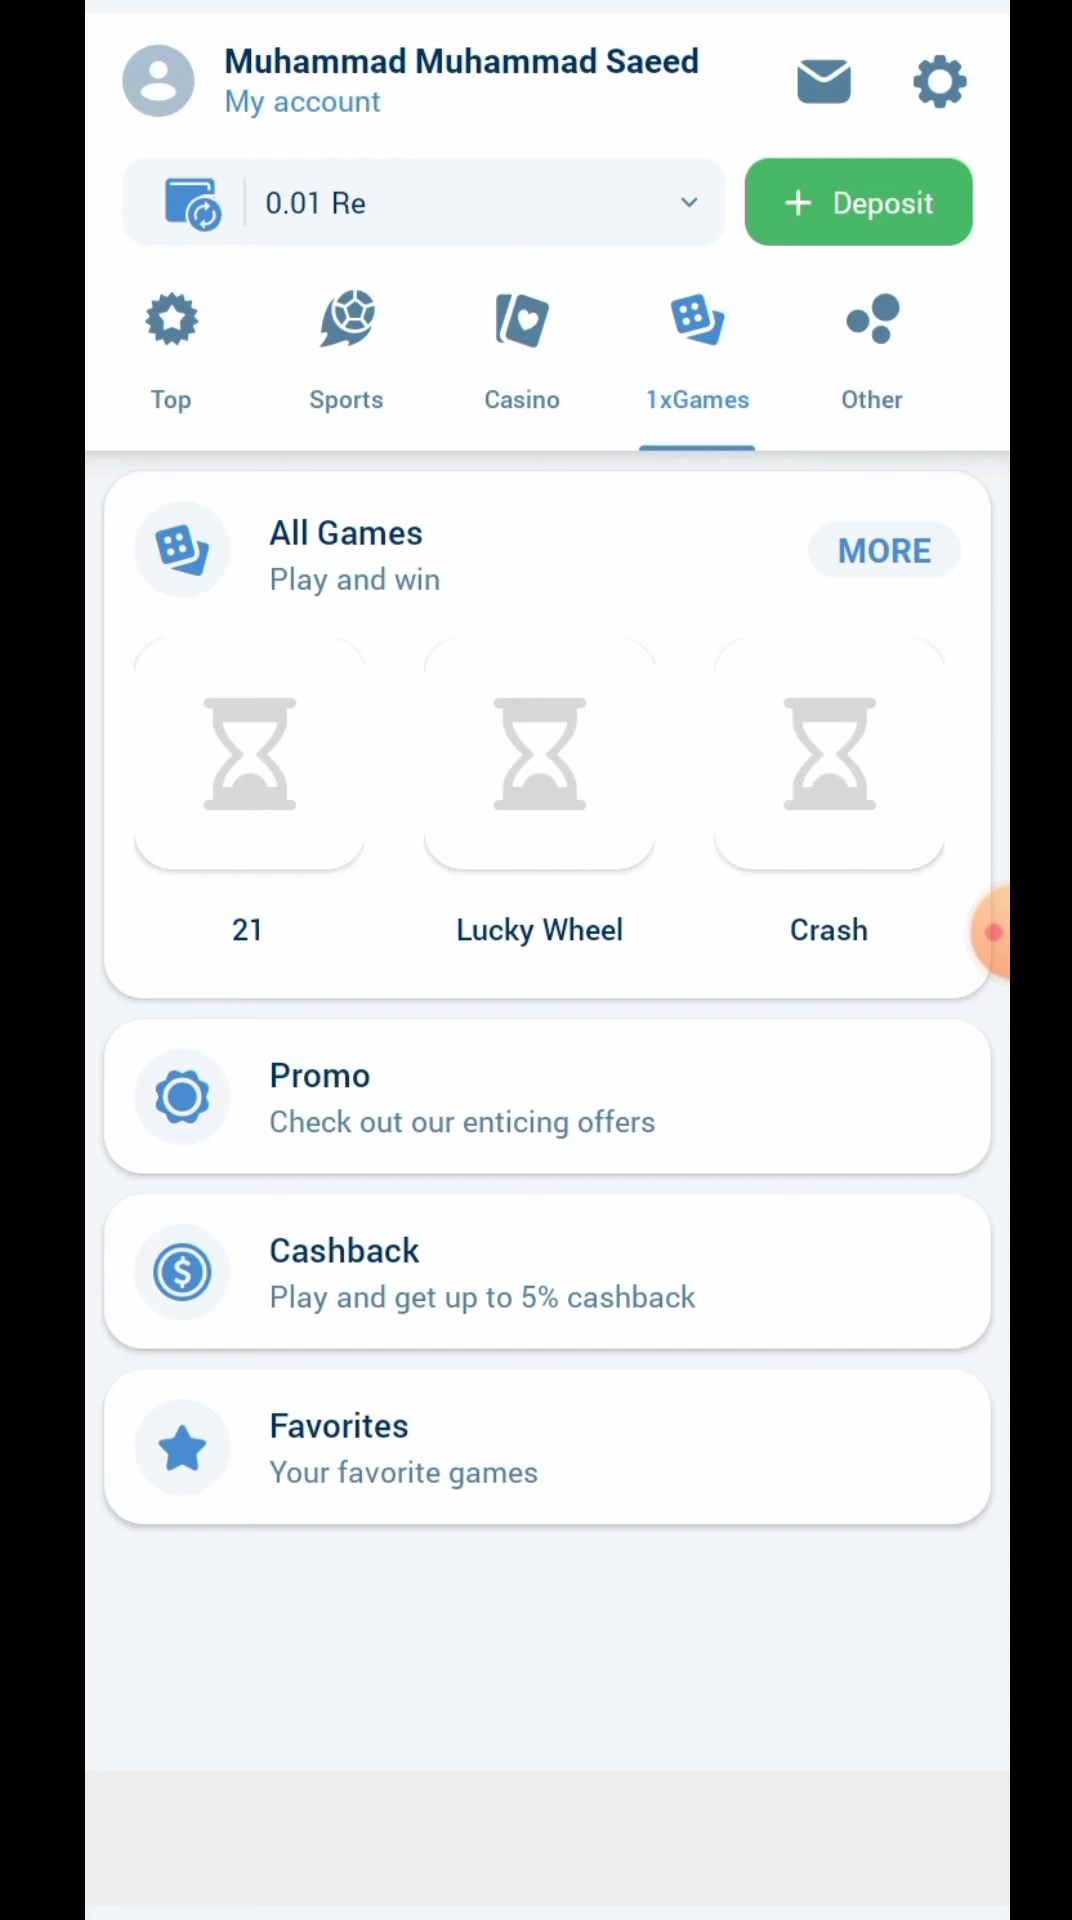 Muhammad Muhammad Saeed
My account
0.01 Re
+ Deposit
Top
Sports
Casino
1xGames
Other
All Games
Play and win
MORE
21
Lucky Wheel
Crash
Promo
Check out our enticing offers
Cashback
Play and get up to 5% cashback
Favorites
Your favorite games